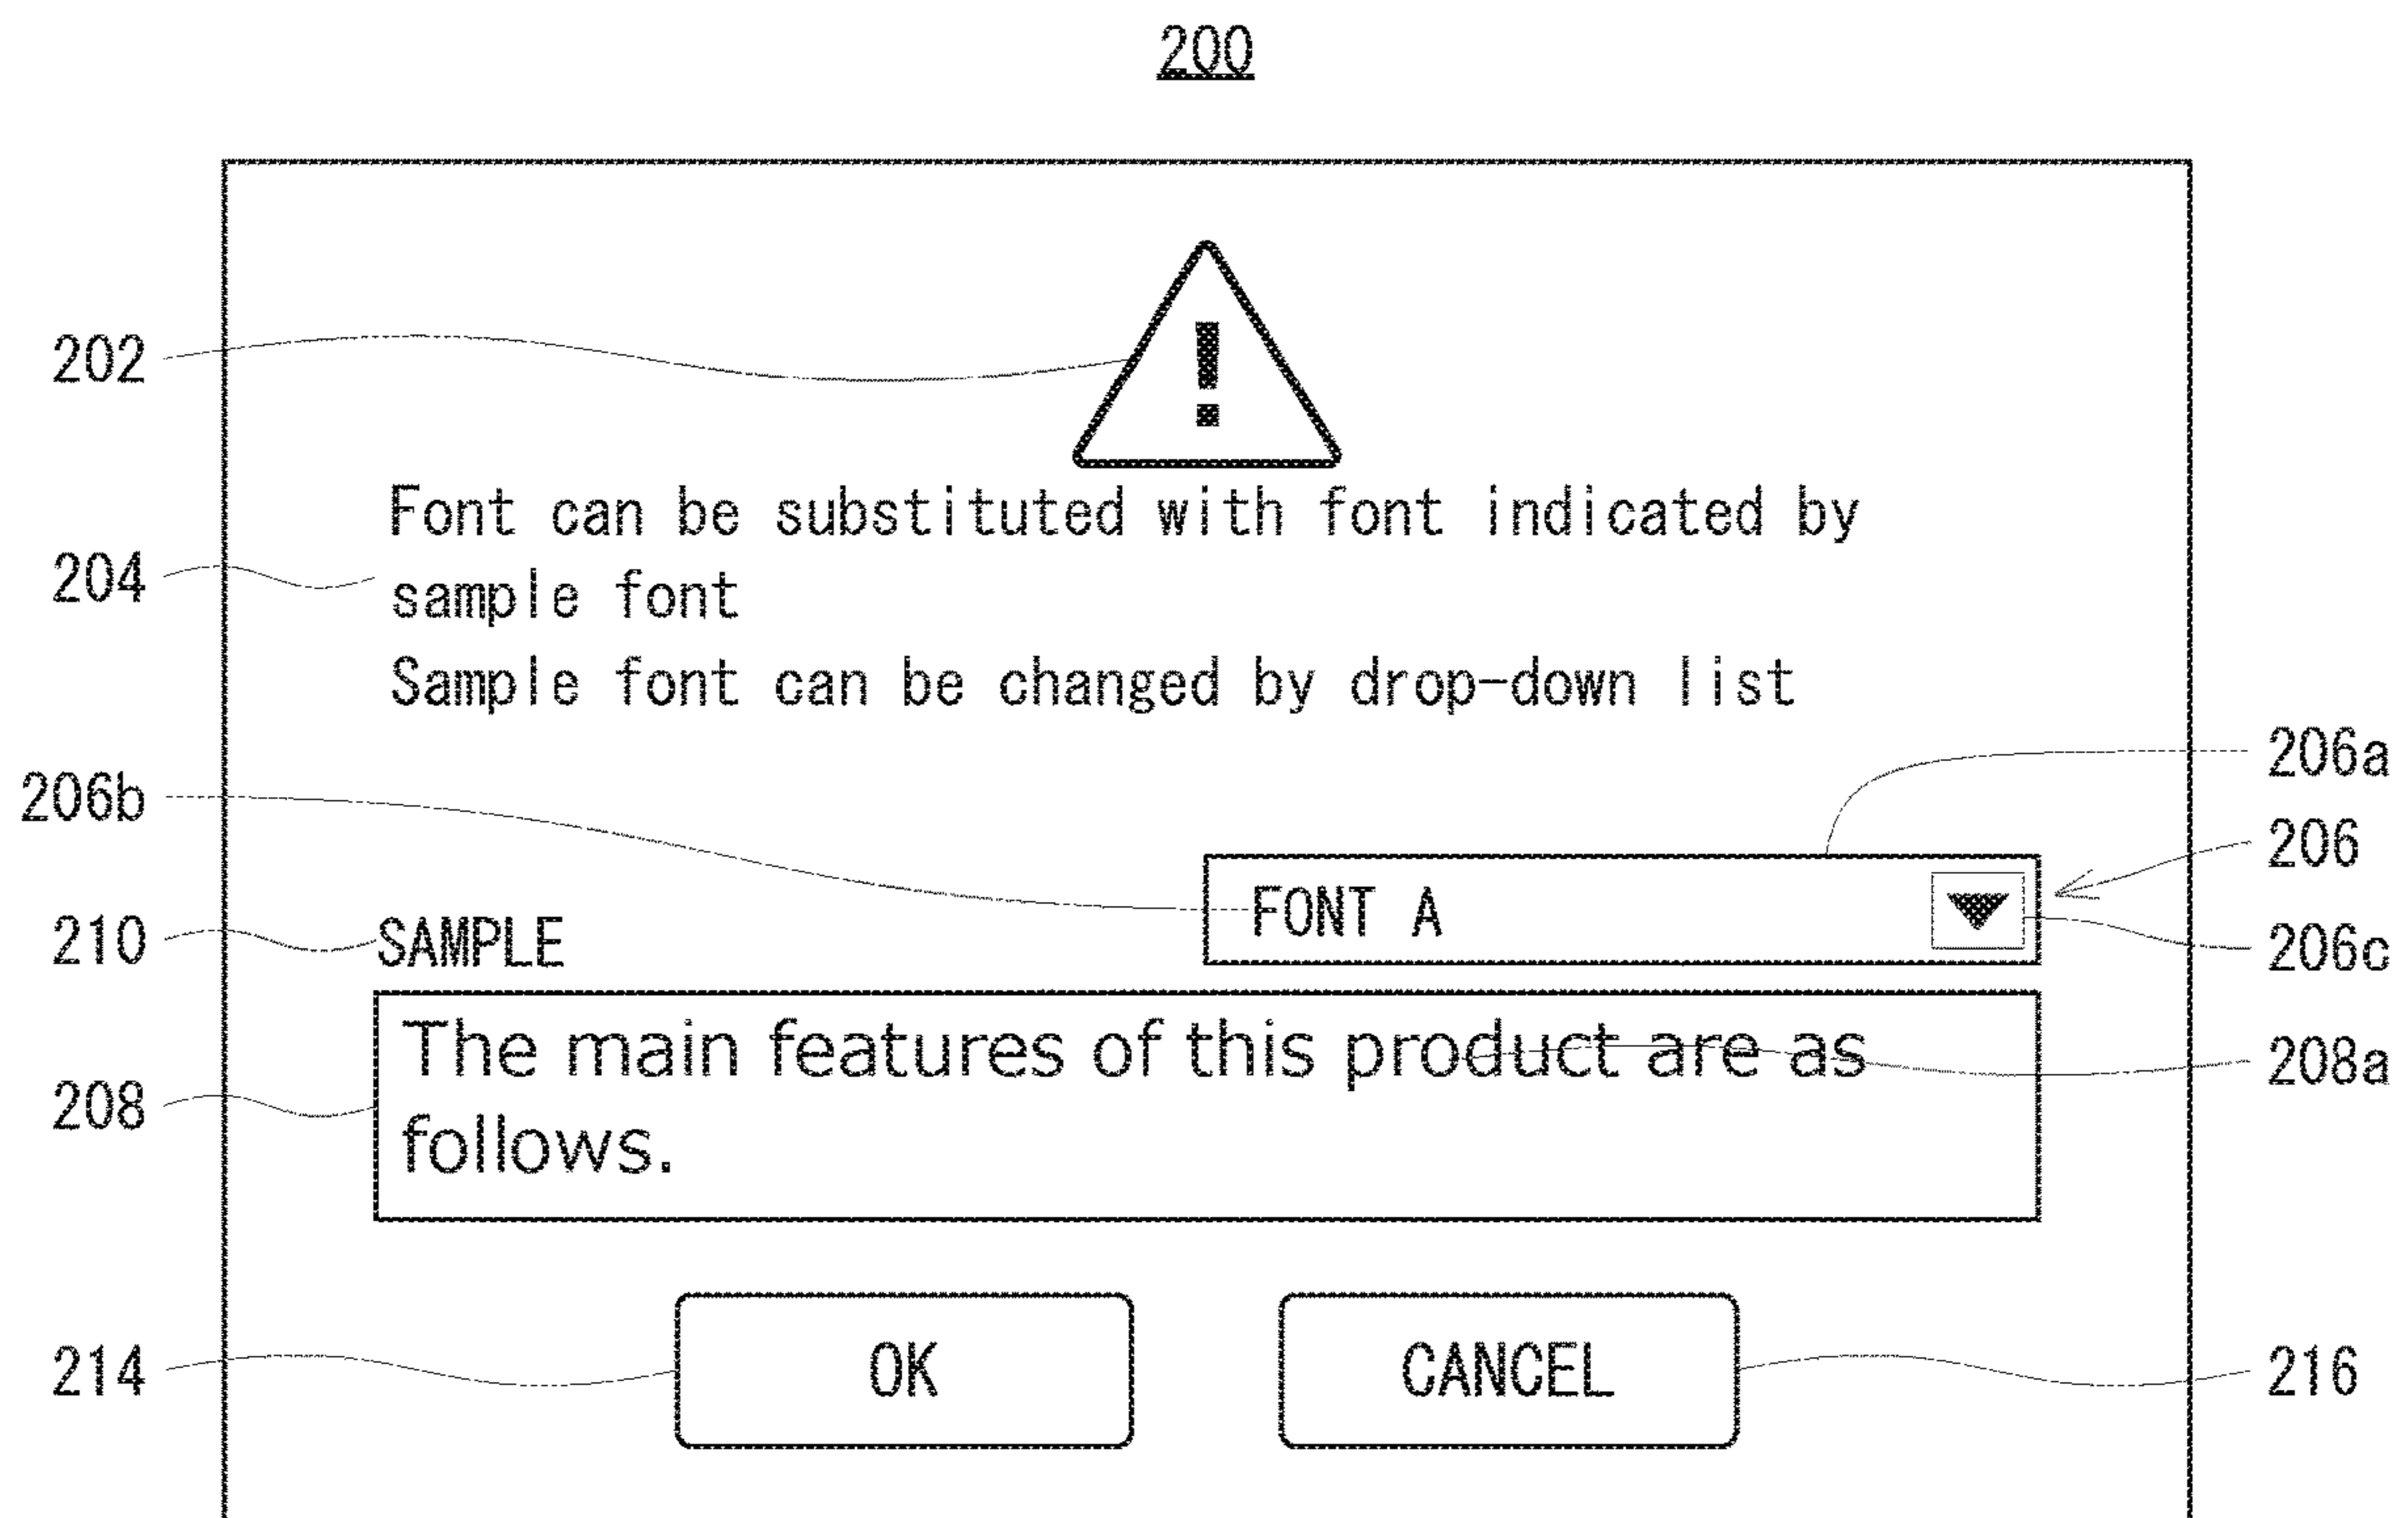 200
202
!
Font can be substituted with font indicated by
204
sample font
Sample font can be changed by drop-down list
206a
206b
206
FONT A
210
SAMPLE
206c
The main features of this product are as
208a
208
follows.
214
OK
CANCEL
216